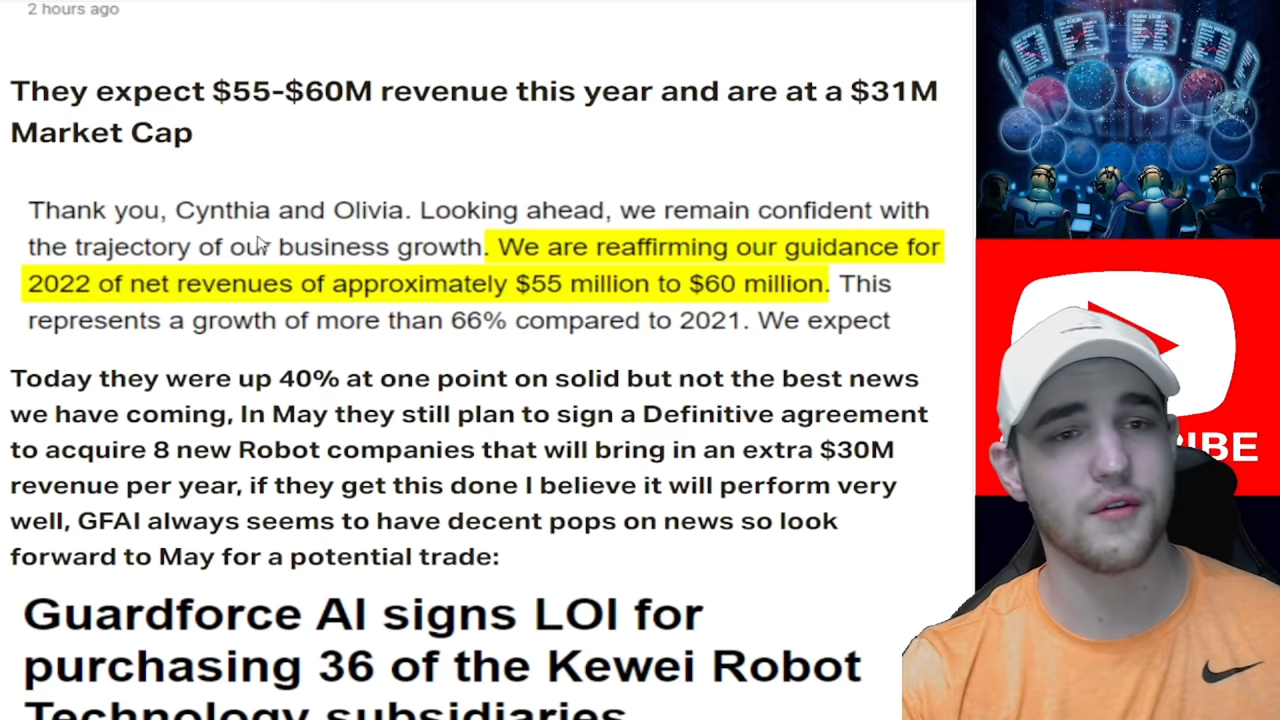 2 hours ago
They expect $55-$60M revenue this year and are at a $31M
Market Cap
Thank you, Cynthia and Olivia. Looking ahead, we remain confident with
the trajectory of our business growth. We are reaffirming our guidance for
2022 of net revenues of approximately $55 million to $60 million. This
represents a growth of more than 66% compared to 2021. We expect
Today they were up 40% at one point on solid but not the best news
we have coming, In May they still plan to sign a Definitive agreement
to acquire 8 new Robot companies that will bring in an extra $30M
revenue per year, if they get this done I believe it will perform very
well, GFAI always seems to have decent pops on news so look
forward to May for a potential trade:
Guardforce AI signs LOI for
purchasing 36 of the Kewei Robot
Technology subsidiaries
IBE